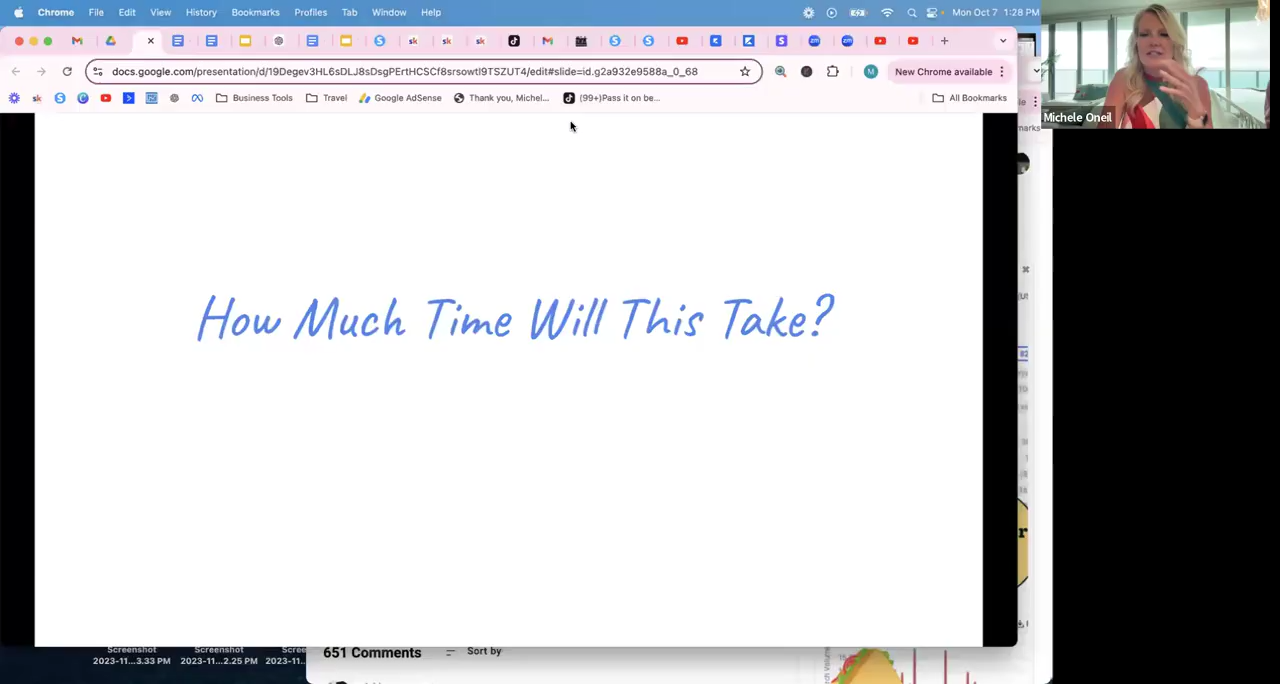 Chrome File Edit View History Bookmarks Profiles Tab Window Help
Mon Oct 7 1:28 PM
docs.google.com/presentation/d/19Degev3HL6sDLJ8sDsgPErtHCSCf8srsowtl9TSZUT4/edit#slide=id.g2a932e9588a_0_68
New Chrome available
Business Tools Travel Google AdSense Thank you, Michel... (99+)Pass it on be... All Bookmarks
Michele Oneil
How Much Time Will This Take?
Screenshot Screenshot
2023-11...3.33 PM 2023-11...2.25 PM 2023-11...
651 Comments Sort by